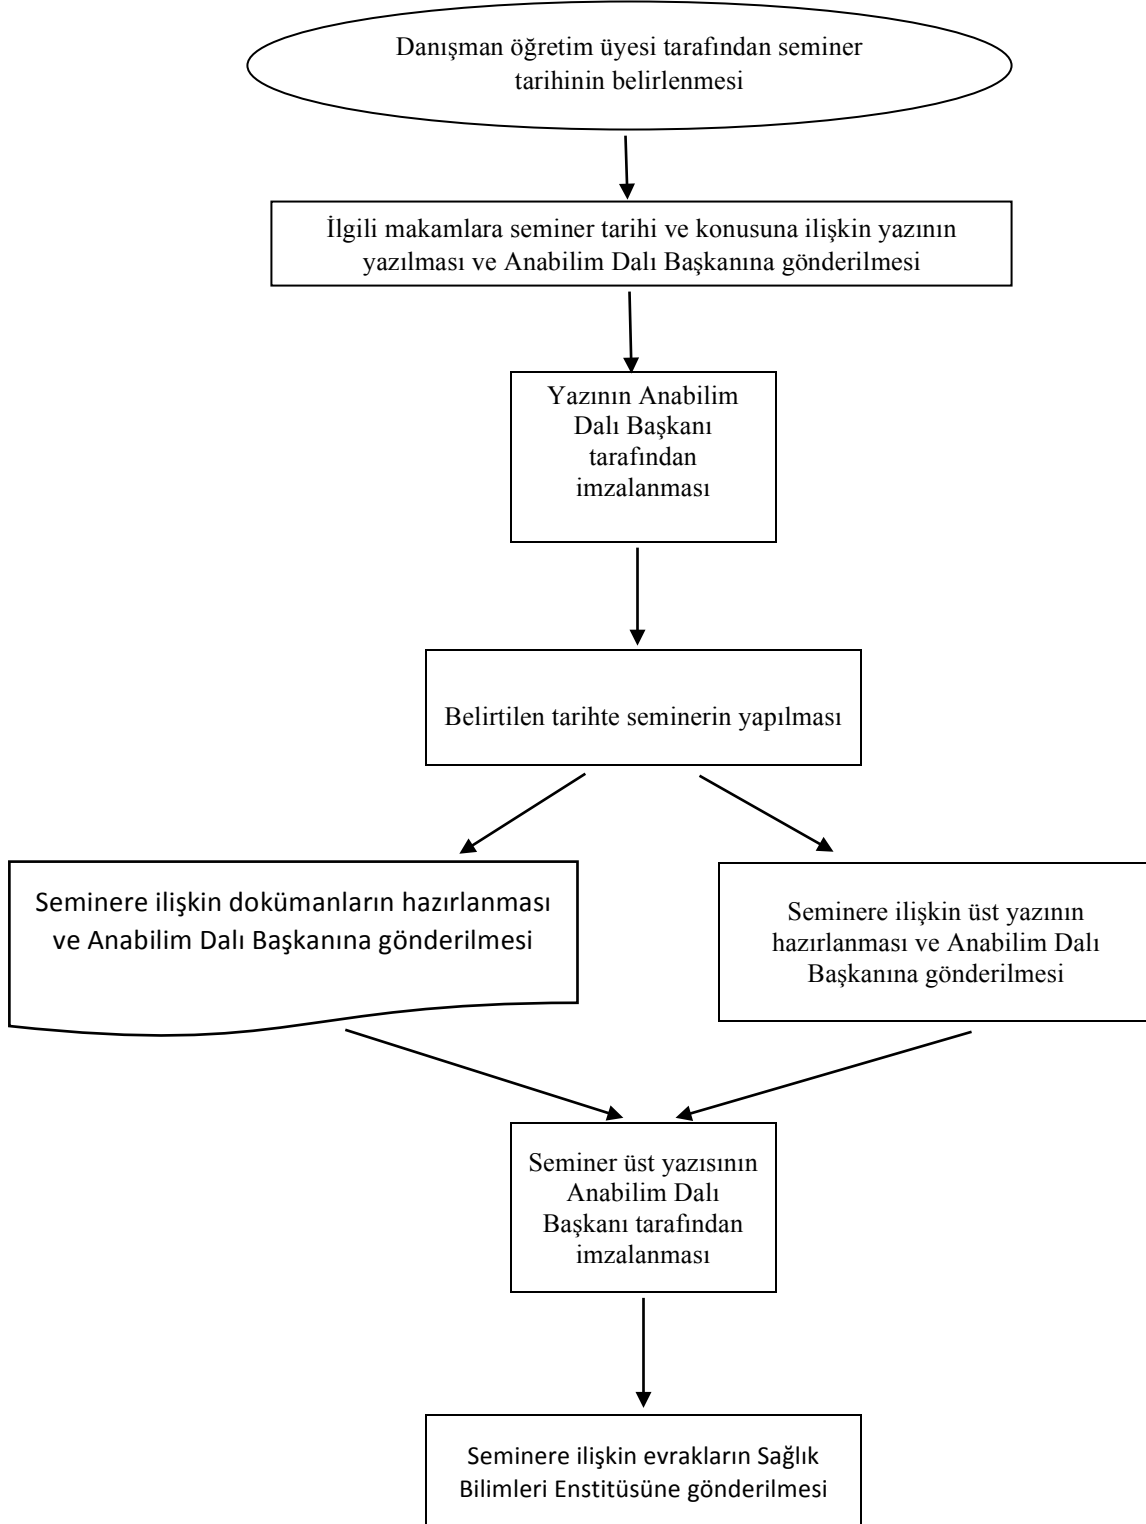 Danışman öğretim üyesi tarafından seminer
tarihinin belirlenmesi
İlgili makamlara seminer tarihi ve konusuna ilişkin yazının
yazılması ve Anabilim Dalı Başkanına gönderilmesi
Yazının Anabilim
Dalı Başkanı
tarafından
imzalanması
Belirtilen tarihte seminerin yapılması
Seminere ilişkin dokümanların hazırlanması
ve Anabilim Dalı Başkanına gönderilmesi
Seminere ilişkin üst yazının
hazırlanması ve Anabilim Dalı
Başkanına gönderilmesi
Seminer üst yazısının
Anabilim Dalı
Başkanı tarafından
imzalanması
Seminere ilişkin evrakların Sağlık
Bilimleri Enstitüsüne gönderilmesi